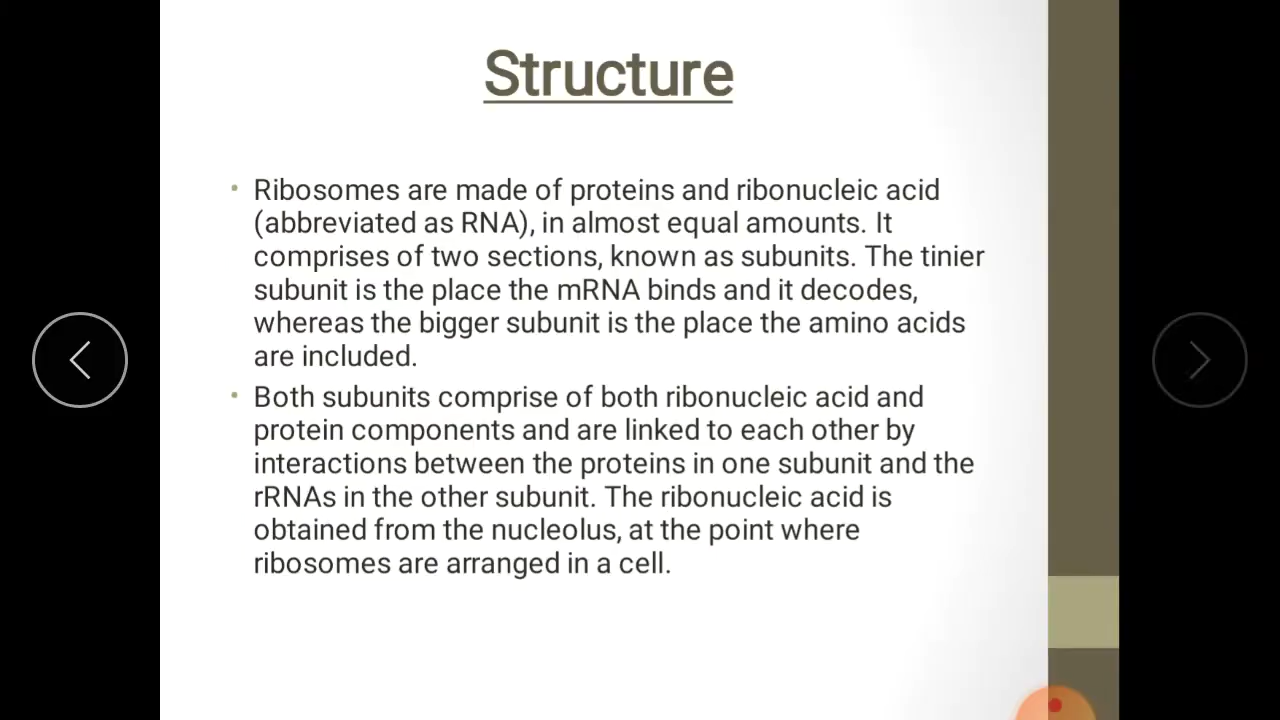 Structure
• Ribosomes are made of proteins and ribonucleic acid
(abbreviated as RNA), in almost equal amounts. It
comprises of two sections, known as subunits. The tinier
subunit is the place the mRNA binds and it decodes,
whereas the bigger subunit is the place the amino acids
are included.
• Both subunits comprise of both ribonucleic acid and
protein components and are linked to each other by
interactions between the proteins in one subunit and the
rRNAs in the other subunit. The ribonucleic acid is
obtained from the nucleolus, at the point where
ribosomes are arranged in a cell.